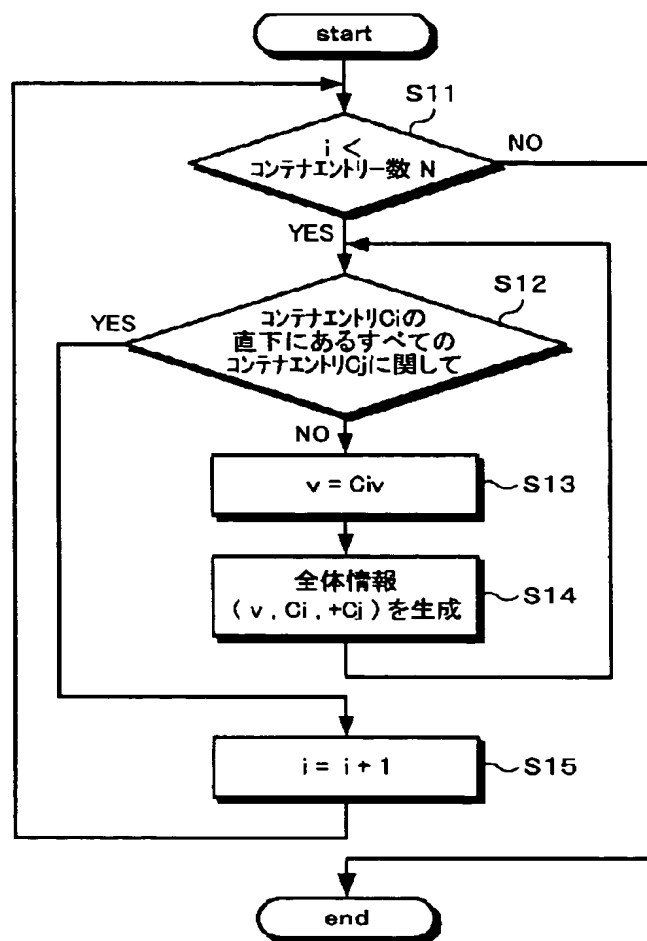 start
S11
i <
コンテナエントリー数 N
NO
YES
S12
YES
コンテナエントリCiの
直下にあるすべての
コンテナエントリCjに関して
NO
v = Civ
S13
全体情報
( v , Ci , +Cj ) を生成
S14
i = i + 1
S15
end